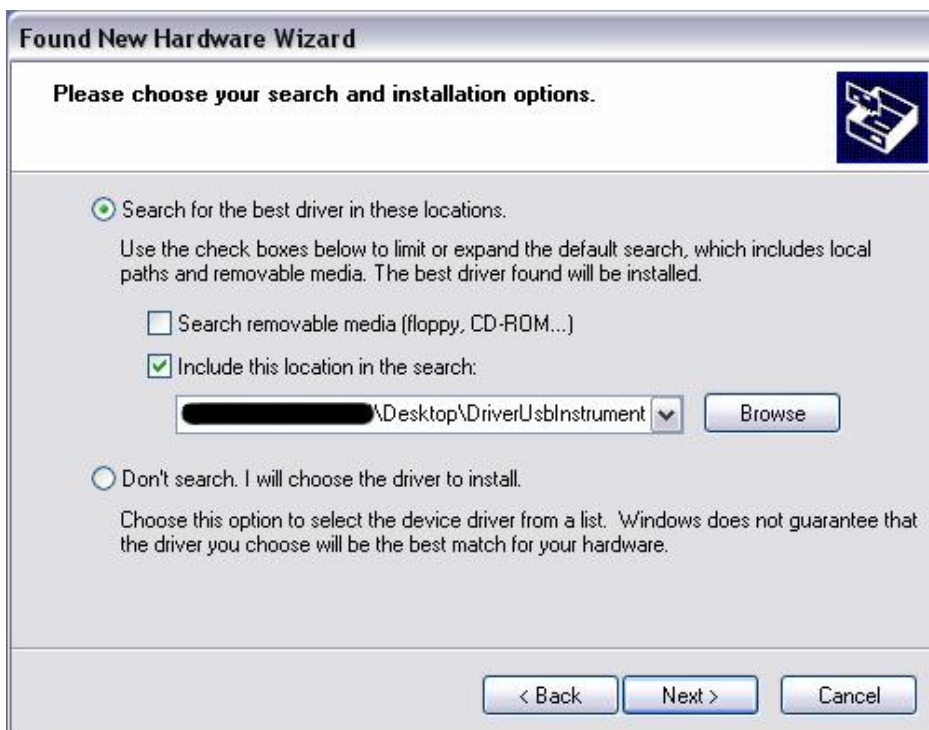 Found New Hardware Wizard
Please choose your search and installation options.
Search for the best driver in these locations.
Use the check boxes below to limit or expand the default search, which includes local
paths and removable media. The best driver found will be installed.
Search removable media (floppy, CD-ROM...)
Include this location in the search:
\Desktop\DriverUsbInstrument
Browse
Don't search. I will choose the driver to install.
Choose this option to select the device driver from a list. Windows does not guarantee that
the driver you choose will be the best match for your hardware.
< Back Next > Cancel